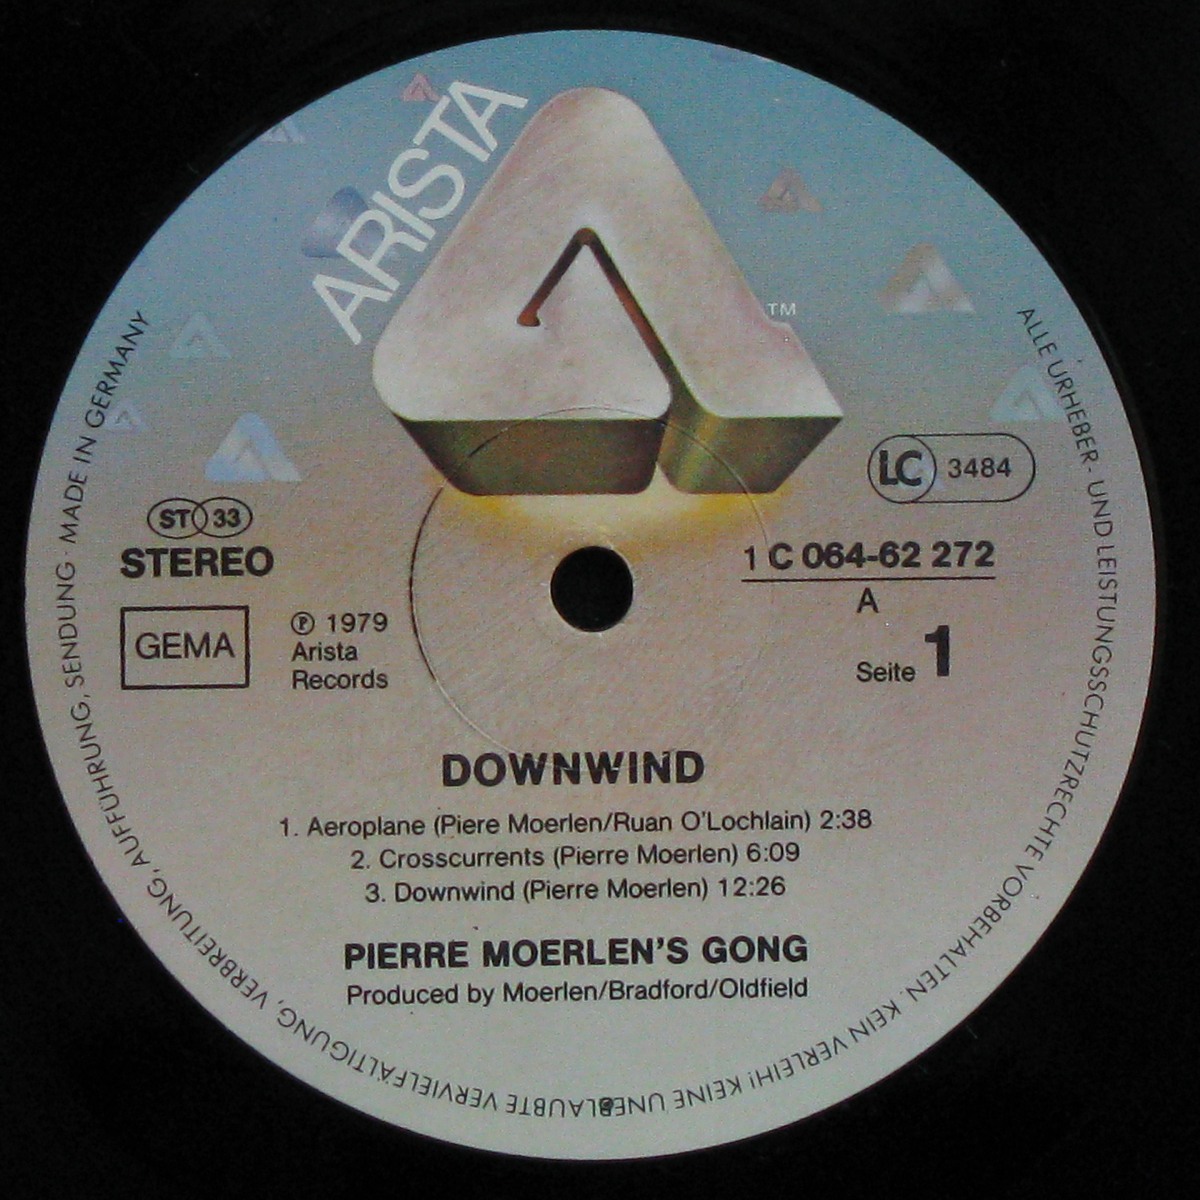 ARISTA
TM
LC 3484
ST 33
STEREO
GEMA
℗ 1979
Arista
Records
1 C 064-62 272
A
Seite 1
DOWNWIND
1. Aeroplane (Piere Moerlen/Ruan O'Lochlain) 2:38
2. Crosscurrents (Pierre Moerlen) 6:09
3. Downwind (Pierre Moerlen) 12:26
PIERRE MOERLEN'S GONG
Produced by Moerlen/Bradford/Oldfield
ALLE URHEBER- UND LEISTUNGSSCHUTZRECHTE VORBEHALTEN. KEIN VERLEIH! KEINE UNERLAUBTE VERVIELFÄLTIGUNG, VERBREITUNG, AUFFÜHRUNG, SENDUNG · MADE IN GERMANY